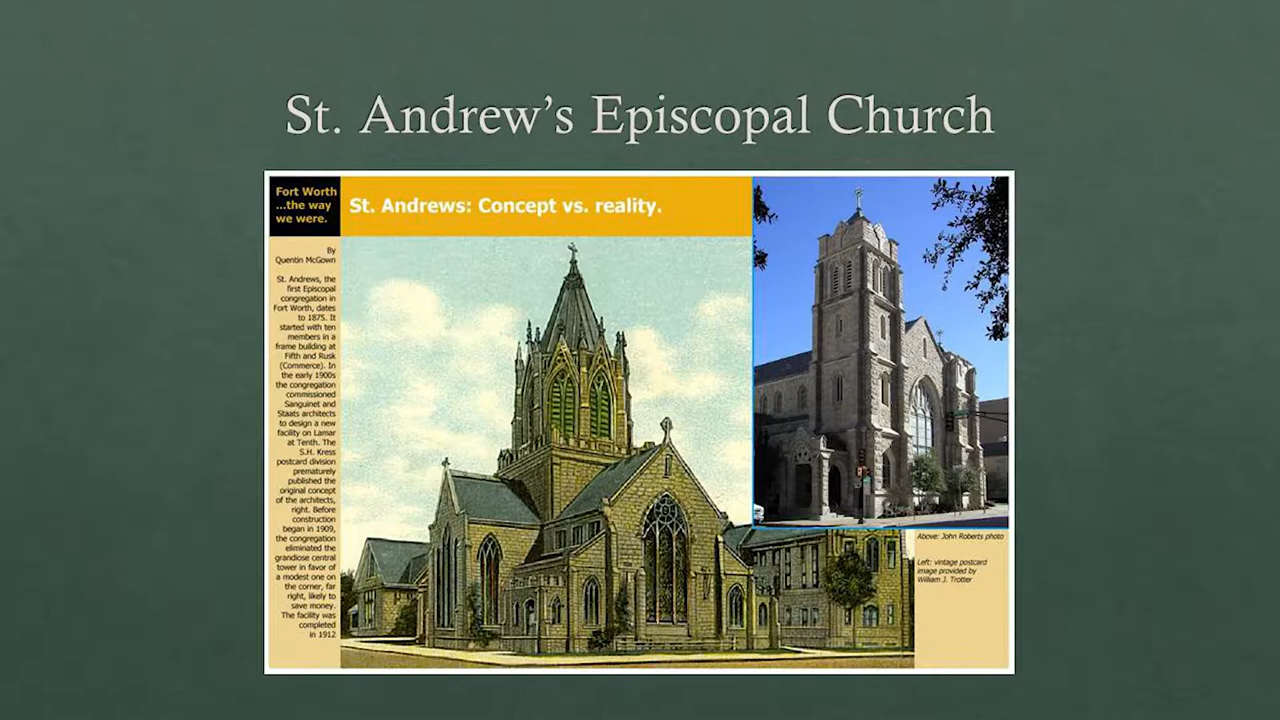 St. Andrew's Episcopal Church
Fort Worth
...the way
we were.
St. Andrews: Concept vs. reality.
By
Quentin McGown
St. Andrews, the
first Episcopal
congregation in
Fort Worth, dates
to 1875. It
started with ten
members in a
frame building at
Fifth and Rusk
(Commerce). In
the early 1900s
the congregation
commissioned
Sanguinet and
Staats architects
to design a new
facility on Lamar
at Tenth. The
S.H. Kress
postcard division
prematurely
published the
original concept
of the architects,
right. Before
construction
began in 1909,
the congregation
eliminated the
grandiose central
tower in favor of
a modest one on
the corner, far
right, likely to
save money.
The facility was
completed
in 1912
Above: John Roberts photo
Left: vintage postcard
image provided by
William J. Trotter